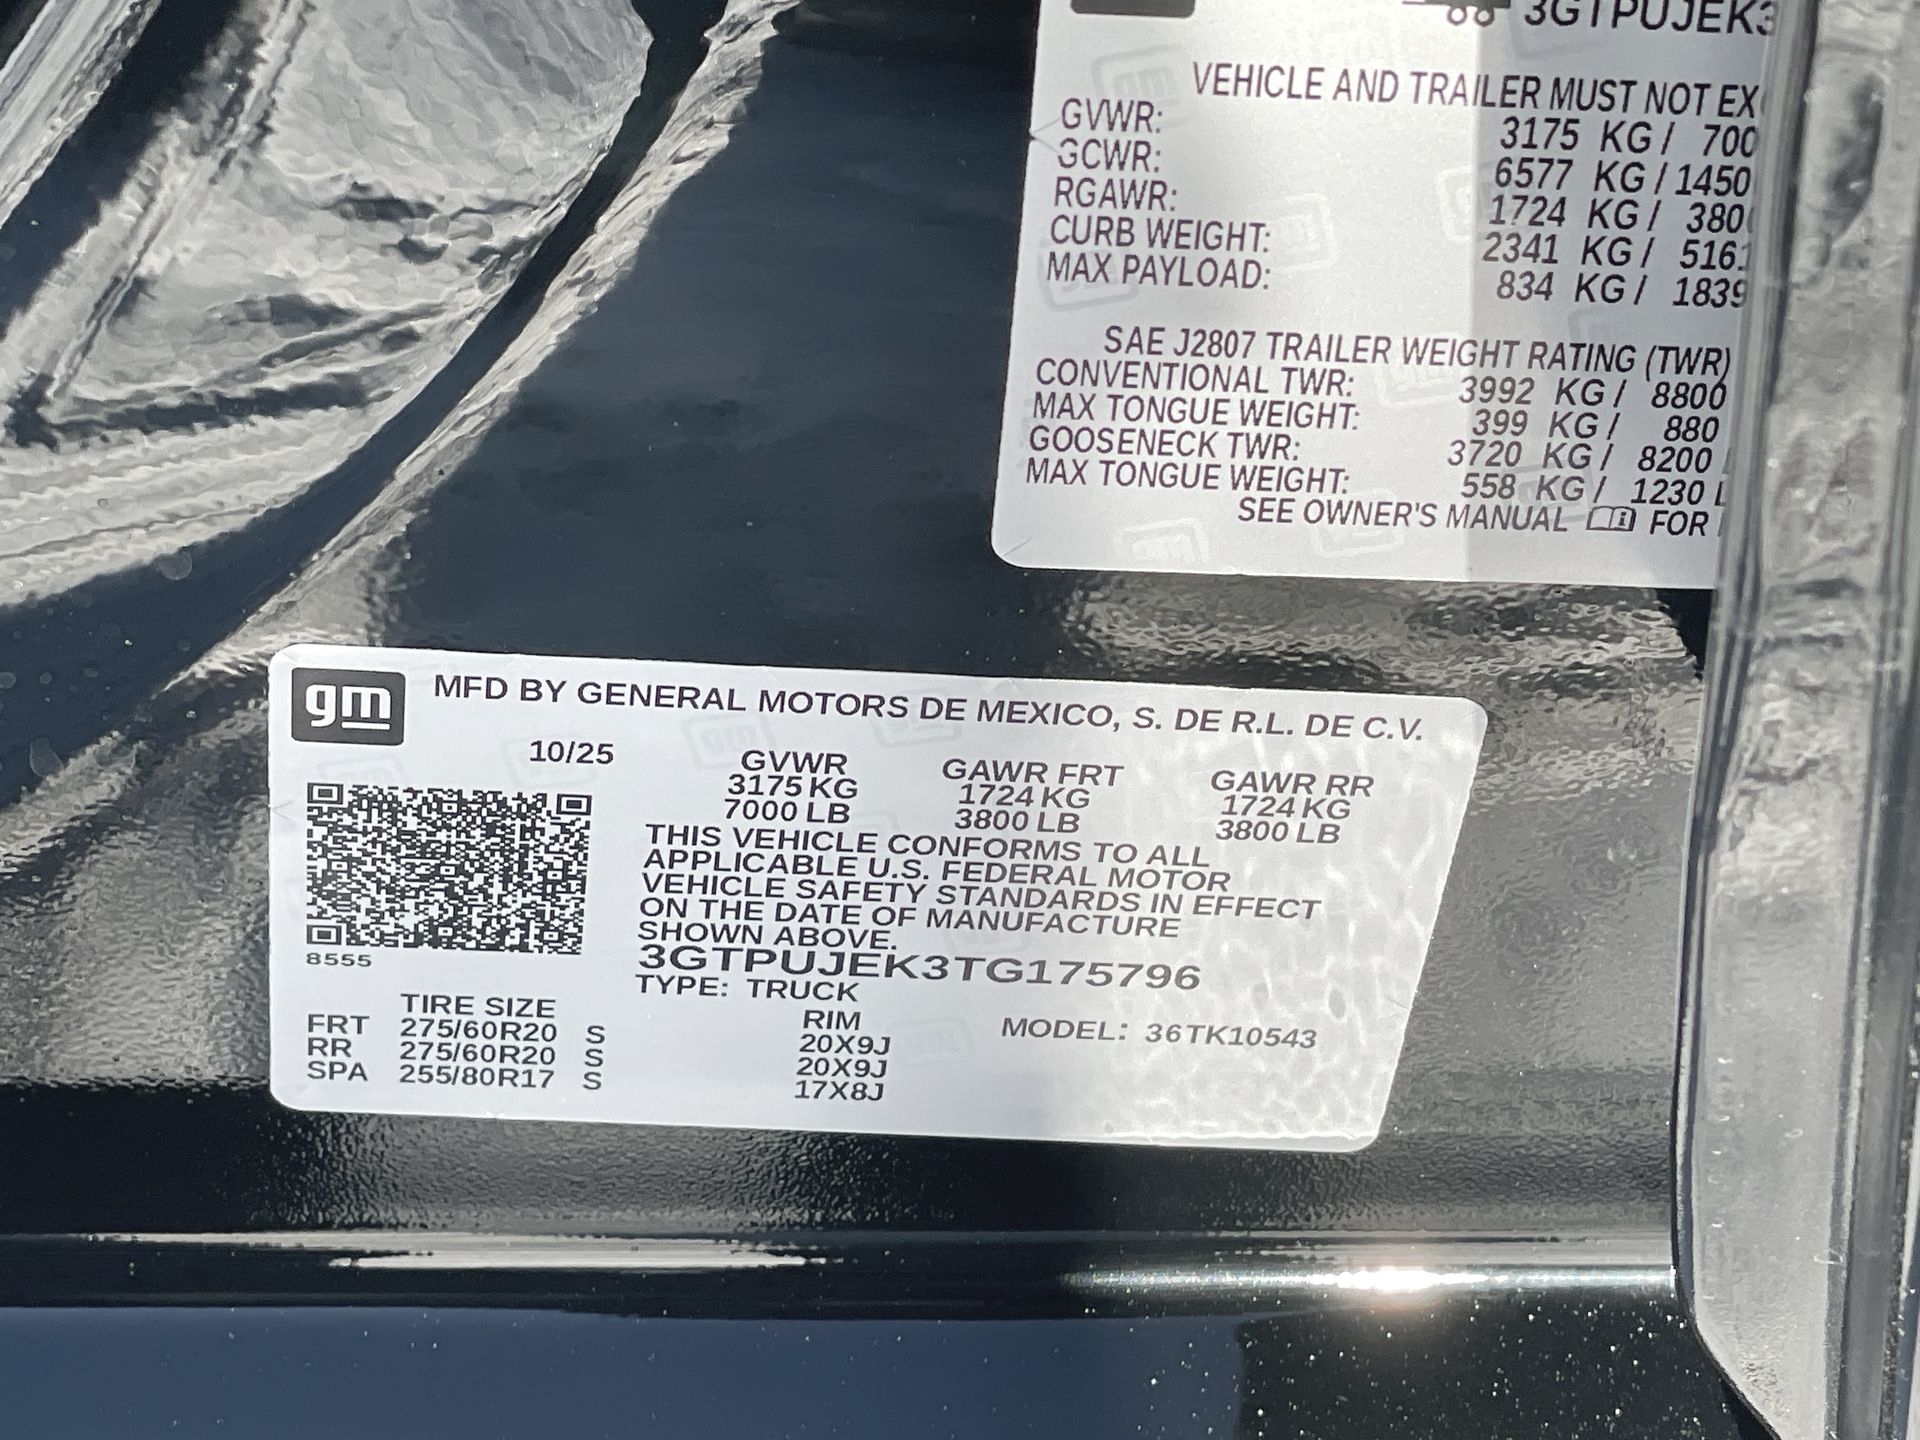 3GTPUJEK3
VEHICLE AND TRAILER MUST NOT EX
GVWR: 3175 KG / 700
GCWR: 6577 KG / 1450
RGAWR: 1724 KG / 380
CURB WEIGHT: 2341 KG / 5161
MAX PAYLOAD: 834 KG / 1839
SAE J2807 TRAILER WEIGHT RATING (TWR)
CONVENTIONAL TWR: 3992 KG / 8800
MAX TONGUE WEIGHT: 399 KG / 880
GOOSENECK TWR: 3720 KG / 8200
MAX TONGUE WEIGHT: 558 KG / 1230 L
SEE OWNER'S MANUAL FOR
gm MFD BY GENERAL MOTORS DE MEXICO, S. DE R.L. DE C.V.
10/25 GVWR GAWR FRT GAWR RR
3175 KG 1724 KG 1724 KG
7000 LB 3800 LB 3800 LB
THIS VEHICLE CONFORMS TO ALL
APPLICABLE U.S. FEDERAL MOTOR
VEHICLE SAFETY STANDARDS IN EFFECT
ON THE DATE OF MANUFACTURE
SHOWN ABOVE.
8555 3GTPUJEK3TG175796
TYPE: TRUCK
TIRE SIZE RIM MODEL: 36TK10543
FRT 275/60R20 S 20X9J
RR 275/60R20 S 20X9J
SPA 255/80R17 S 17X8J